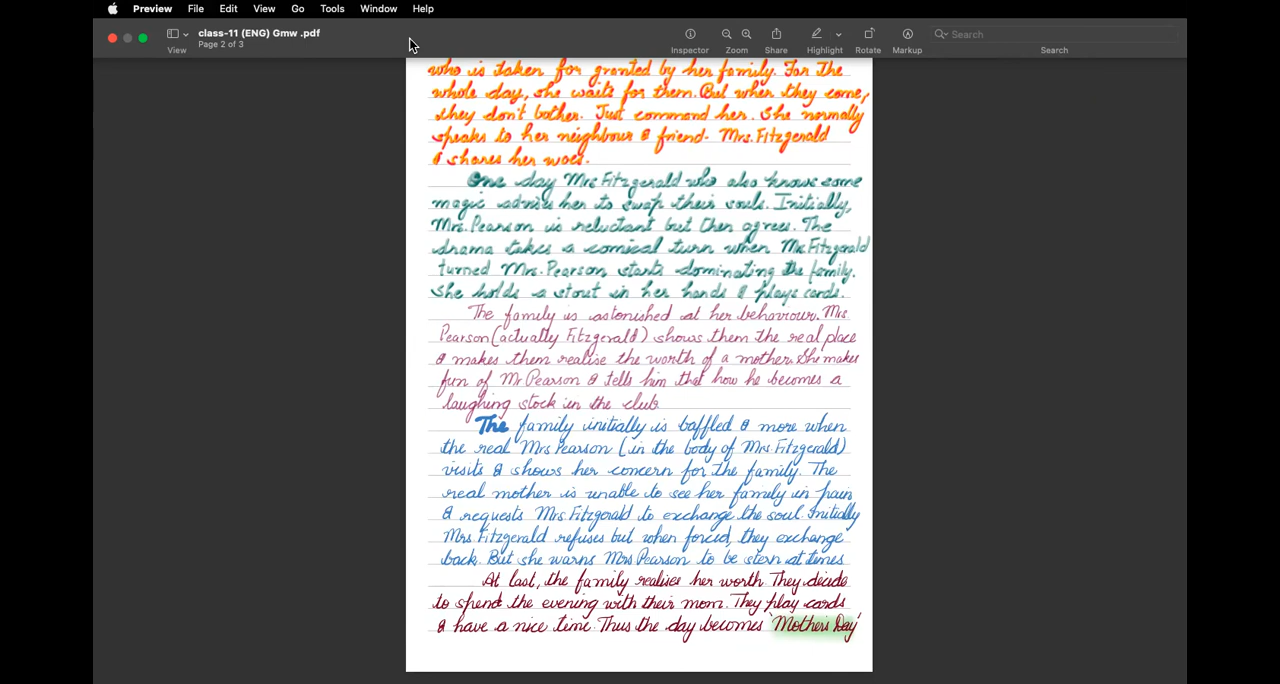 Preview File Edit View Go Tools Window Help
class-11 (ENG) Gmw .pdf
Page 2 of 3
View Inspector Zoom Share Highlight Rotate Markup Search
Search
who is taken for granted by her family. For the
whole day, she waits for them. But when they come,
they don't bother. Just command her. She normally
speaks to her neighbour & friend - Mrs. Fitzgerald
& shares her woes.
One day Mrs Fitzgerald who also knows some
magic advises her to swap their souls. Initially,
Mrs. Pearson is reluctant but then agrees. The
drama takes a comical turn when Mrs. Fitzgerald
turned Mrs. Pearson starts dominating the family.
She holds a stout in her hands & plays cards.
The family is astonished at her behaviour. Mrs
Pearson (actually Fitzgerald) shows them the real place
& makes them realise the worth of a mother. She makes
fun of Mr Pearson & tells him that how he becomes a
laughing stock in the club
The family initially is baffled & more when
the real Mrs Pearson (in the body of Mrs. Fitzgerald)
visits & shows her concern for the family. The
real mother is unable to see her family in pain
& requests Mrs Fitzgerald to exchange the soul. Initially
Mrs Fitzgerald refuses but when forced, they exchange
back. But she warns Mrs Pearson to be stern at times
At last, the family realises her worth. They decide
to spend the evening with their mom. They play cards
& have a nice time. Thus the day becomes 'Mothers Day'